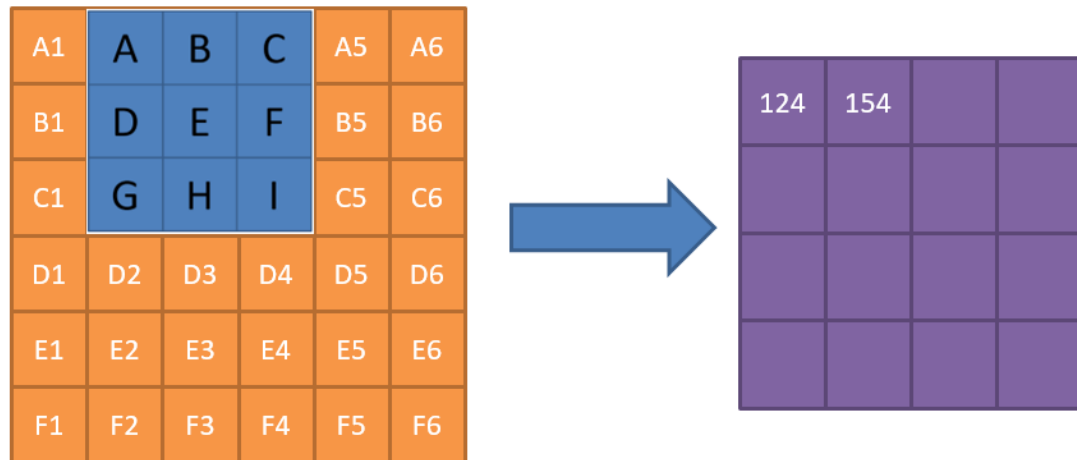 A1 A B C A5 A6
B1 D E F B5 B6
C1 G H I C5 C6
D1 D2 D3 D4 D5 D6
E1 E2 E3 E4 E5 E6
F1 F2 F3 F4 F5 F6
124 154